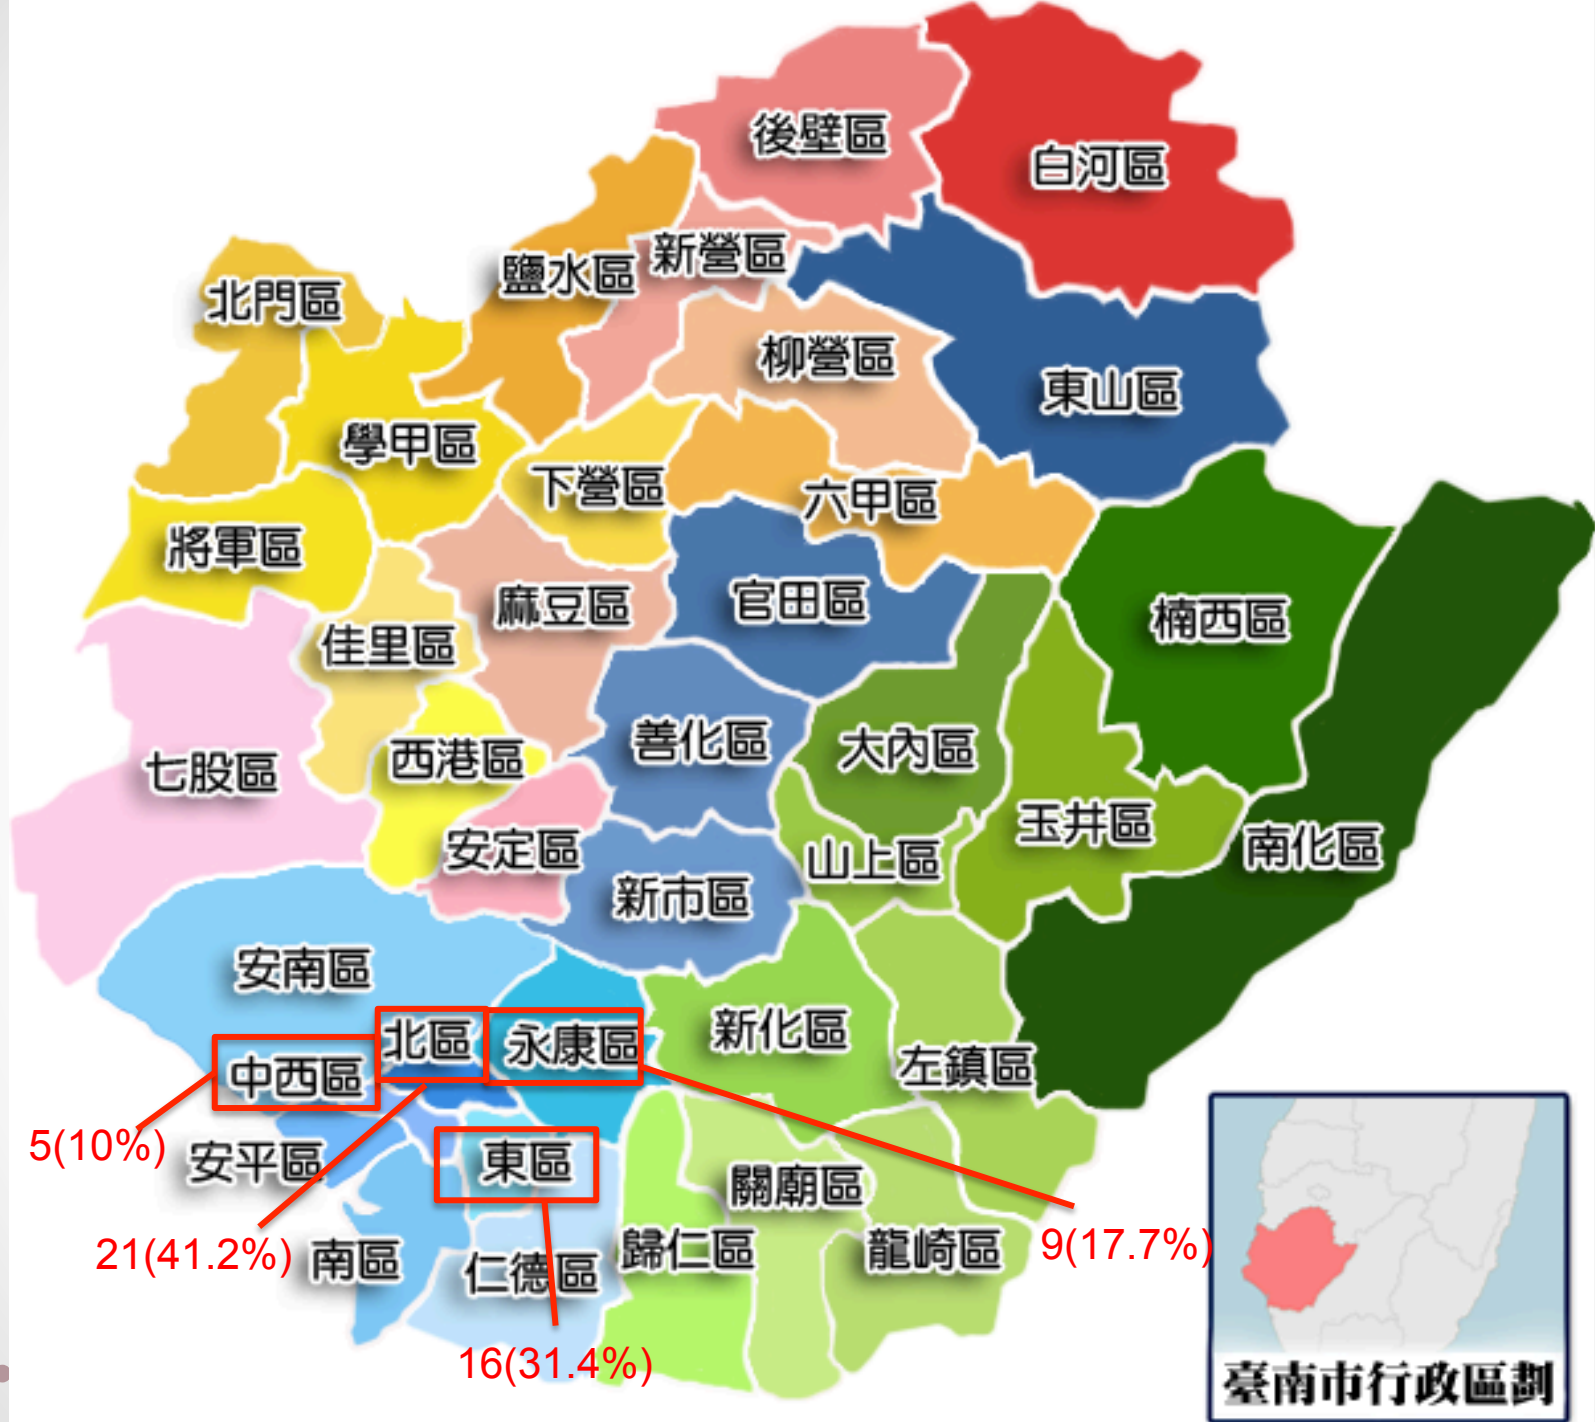 後壁區
白河區
新營區
鹽水區
北門區
柳營區
東山區
學甲區
下營區
六甲區
將軍區
麻豆區
官田區
楠西區
佳里區
善化區
大內區
西港區
七股區
玉井區
南化區
安定區
山上區
新市區
安南區
新化區
北區
永康區
中西區
左鎮區
5(10%)
安平區
東區
關廟區
21(41.2%)
南區
歸仁區
龍崎區
9(17.7%)
仁德區
16(31.4%)
臺南市行政區劃